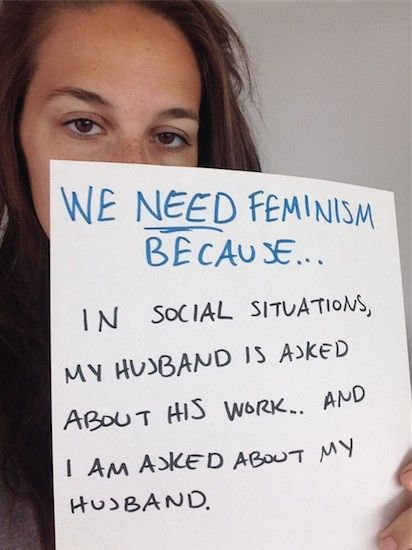 WE NEED FEMINISM
BECAUSE...
IN SOCIAL SITUATIONS,
MY HUSBAND IS ASKED
ABOUT HIS WORK.. AND
I AM ASKED ABOUT MY
HUSBAND.